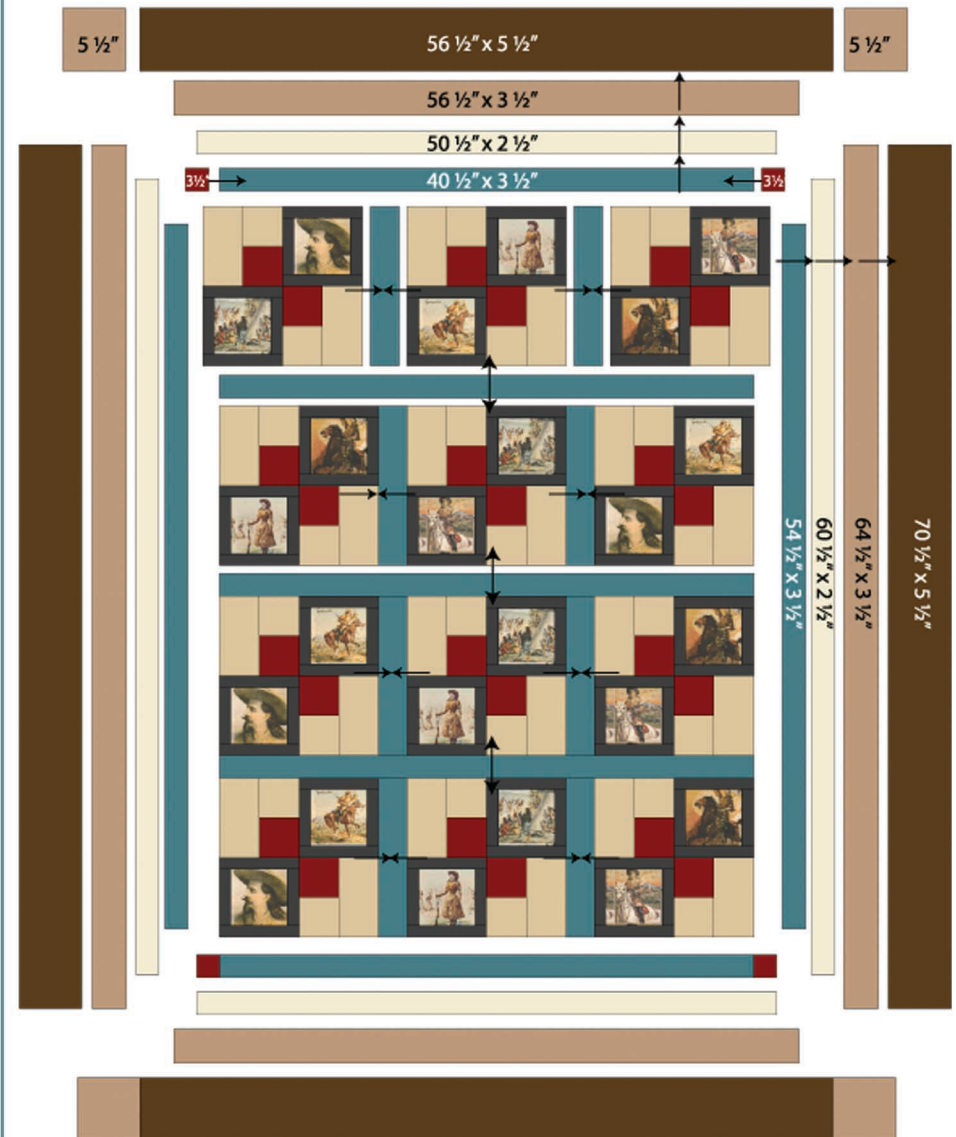 5 ½”
56 ½” x 5 ½”
5 ½”
56 ½” x 3 ½”
50 ½” x 2 ½”
3½”
40 ½” x 3 ½”
3½”
54 ½” x 3 ½”
60 ½” x 2 ½”
64 ½” x 3 ½”
70 ½” x 5 ½”